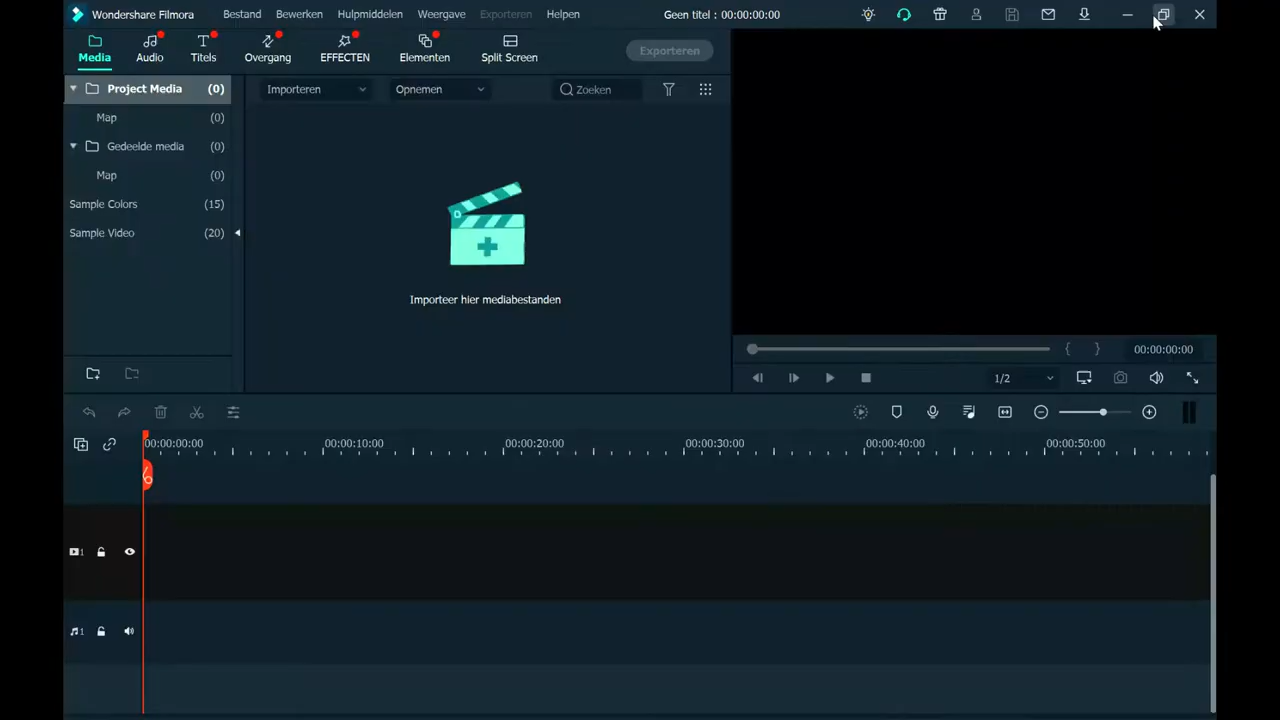 Wondershare Filmora Bestand Bewerken Hulpmiddelen Weergave Exporteren Helpen Geen titel : 00:00:00:00
Media Audio Titels Overgang EFFECTEN Elementen Split Screen Exporteren
Project Media (0) Importeren Opnemen Zoeken
Map (0)
Gedeelde media (0)
Map (0)
Sample Colors (15)
Sample Video (20)
Importeer hier mediabestanden
{ } 00:00:00:00
1/2
00:00:00:00 00:00:10:00 00:00:20:00 00:00:30:00 00:00:40:00 00:00:50:00
1
1